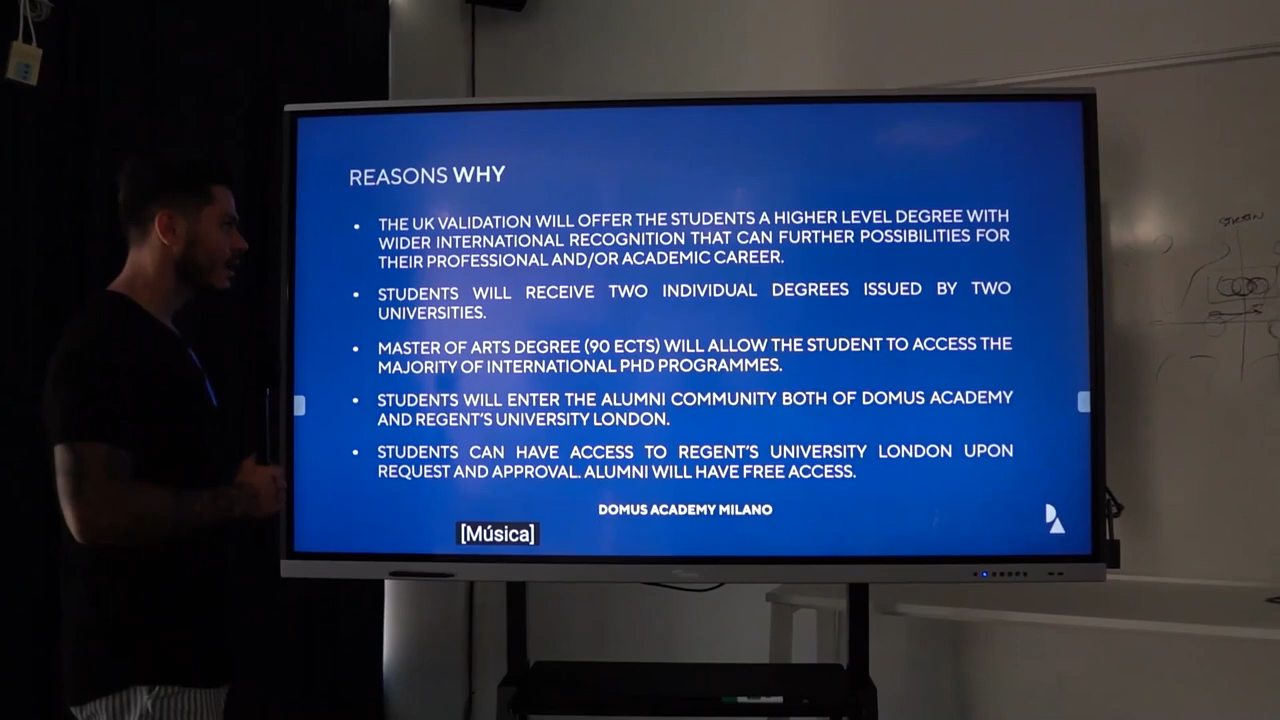 REASONS WHY
• THE UK VALIDATION WILL OFFER THE STUDENTS A HIGHER LEVEL DEGREE WITH
WIDER INTERNATIONAL RECOGNITION THAT CAN FURTHER POSSIBILITIES FOR
THEIR PROFESSIONAL AND/OR ACADEMIC CAREER.
• STUDENTS WILL RECEIVE TWO INDIVIDUAL DEGREES ISSUED BY TWO
UNIVERSITIES.
• MASTER OF ARTS DEGREE (90 ECTS) WILL ALLOW THE STUDENT TO ACCESS THE
MAJORITY OF INTERNATIONAL PHD PROGRAMMES.
• STUDENTS WILL ENTER THE ALUMNI COMMUNITY BOTH OF DOMUS ACADEMY
AND REGENT'S UNIVERSITY LONDON.
• STUDENTS CAN HAVE ACCESS TO REGENT'S UNIVERSITY LONDON UPON
REQUEST AND APPROVAL. ALUMNI WILL HAVE FREE ACCESS.
DOMUS ACADEMY MILANO
[Música]